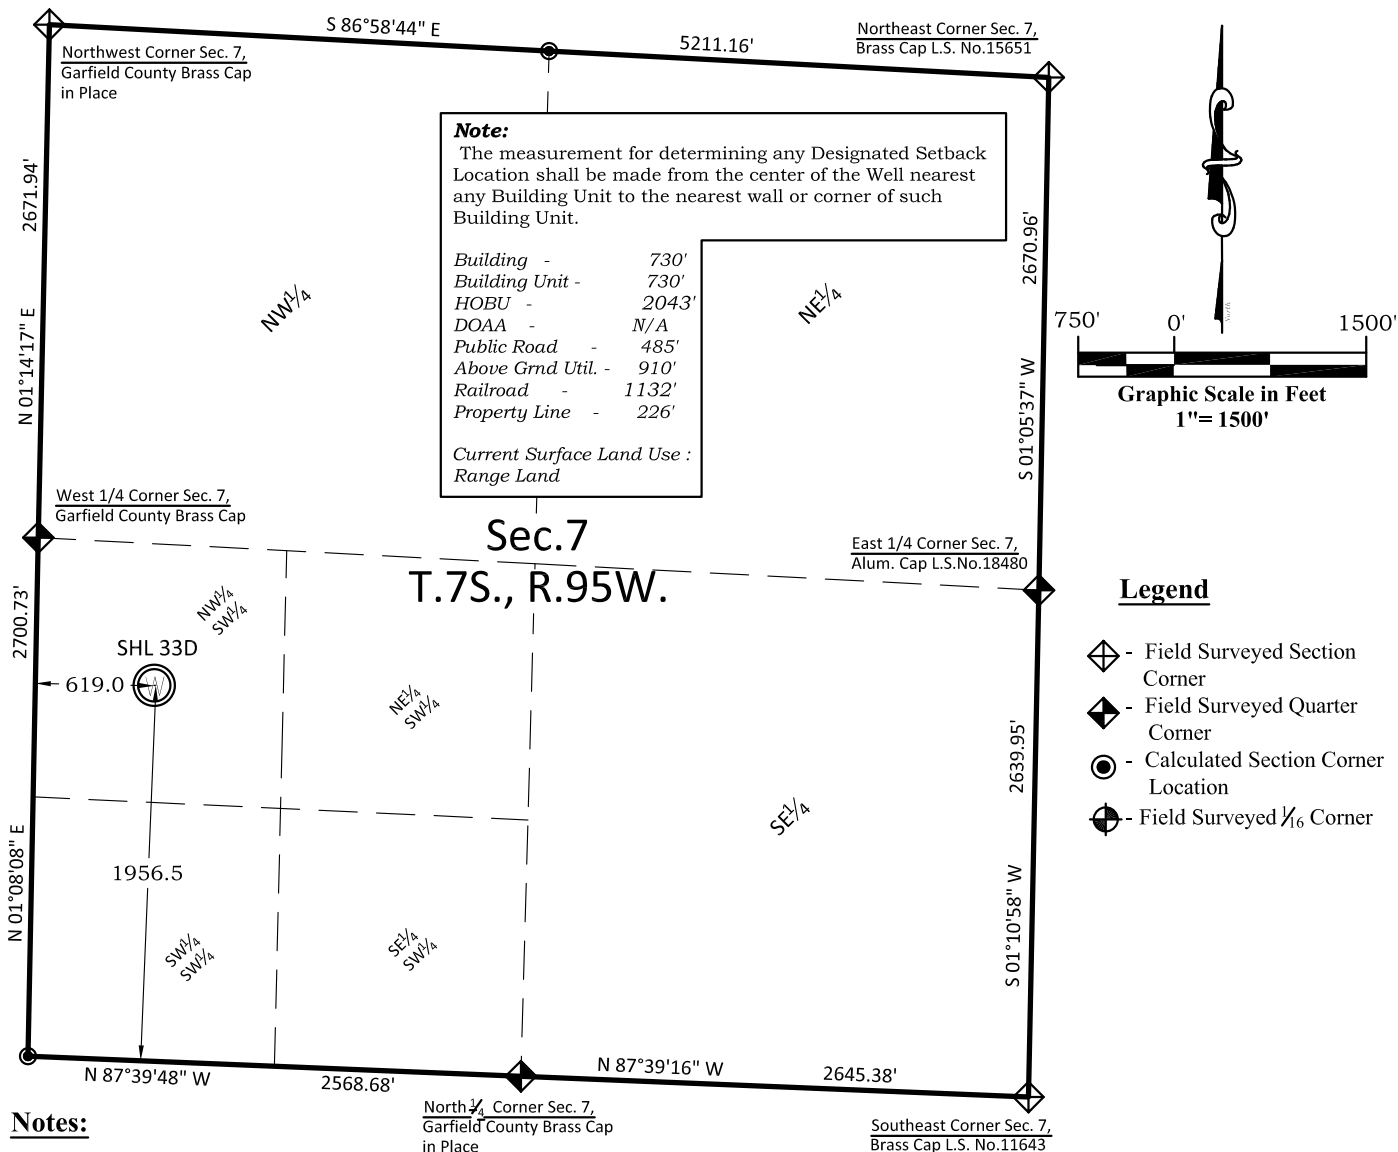 S 86°58'44" E
5211.16'
Northeast Corner Sec. 7,
Brass Cap L.S. No.15651
Northwest Corner Sec. 7,
Garfield County Brass Cap
in Place
Note:
The measurement for determining any Designated Setback
Location shall be made from the center of the Well nearest
any Building Unit to the nearest wall or corner of such
Building Unit.
Building - 730'
Building Unit - 730'
HOBU - 2043'
DOAA - N/A
Public Road - 485'
Above Grnd Util. - 910'
Railroad - 1132'
Property Line - 226'
Current Surface Land Use :
Range Land
2671.94'
N 01°14'17" E
NW¼
NE¼
2670.96'
S 01°05'37" W
North
750' 0' 1500'
Graphic Scale in Feet
1"= 1500'
West 1/4 Corner Sec. 7,
Garfield County Brass Cap
Sec.7
T.7S., R.95W.
East 1/4 Corner Sec. 7,
Alum. Cap L.S.No.18480
2700.73'
N 01°08'08" E
NW¼
SW¼
SHL 33D
619.0
W
NE¼
SW¼
1956.5
SW¼
SW¼
SE¼
SW¼
SE¼
2639.95'
S 01°10'58" W
Legend
- Field Surveyed Section
Corner
- Field Surveyed Quarter
Corner
- Calculated Section Corner
Location
- Field Surveyed 1/16 Corner
N 87°39'48" W
2568.68'
N 87°39'16" W
2645.38'
North ¼ Corner Sec. 7,
Garfield County Brass Cap
in Place
Southeast Corner Sec. 7,
Brass Cap L.S. No.11643
Notes: